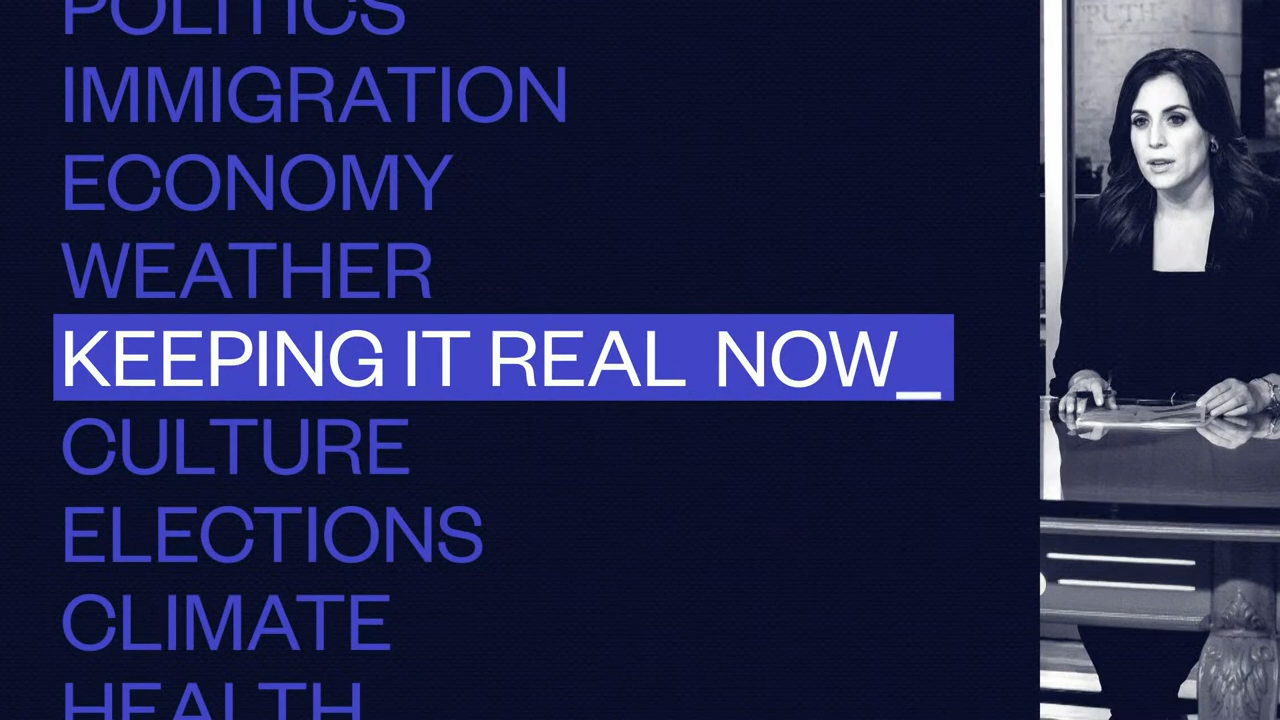 POLITICS
IMMIGRATION
ECONOMY
WEATHER
KEEPING IT REAL NOW_
CULTURE
ELECTIONS
CLIMATE
HEALTH